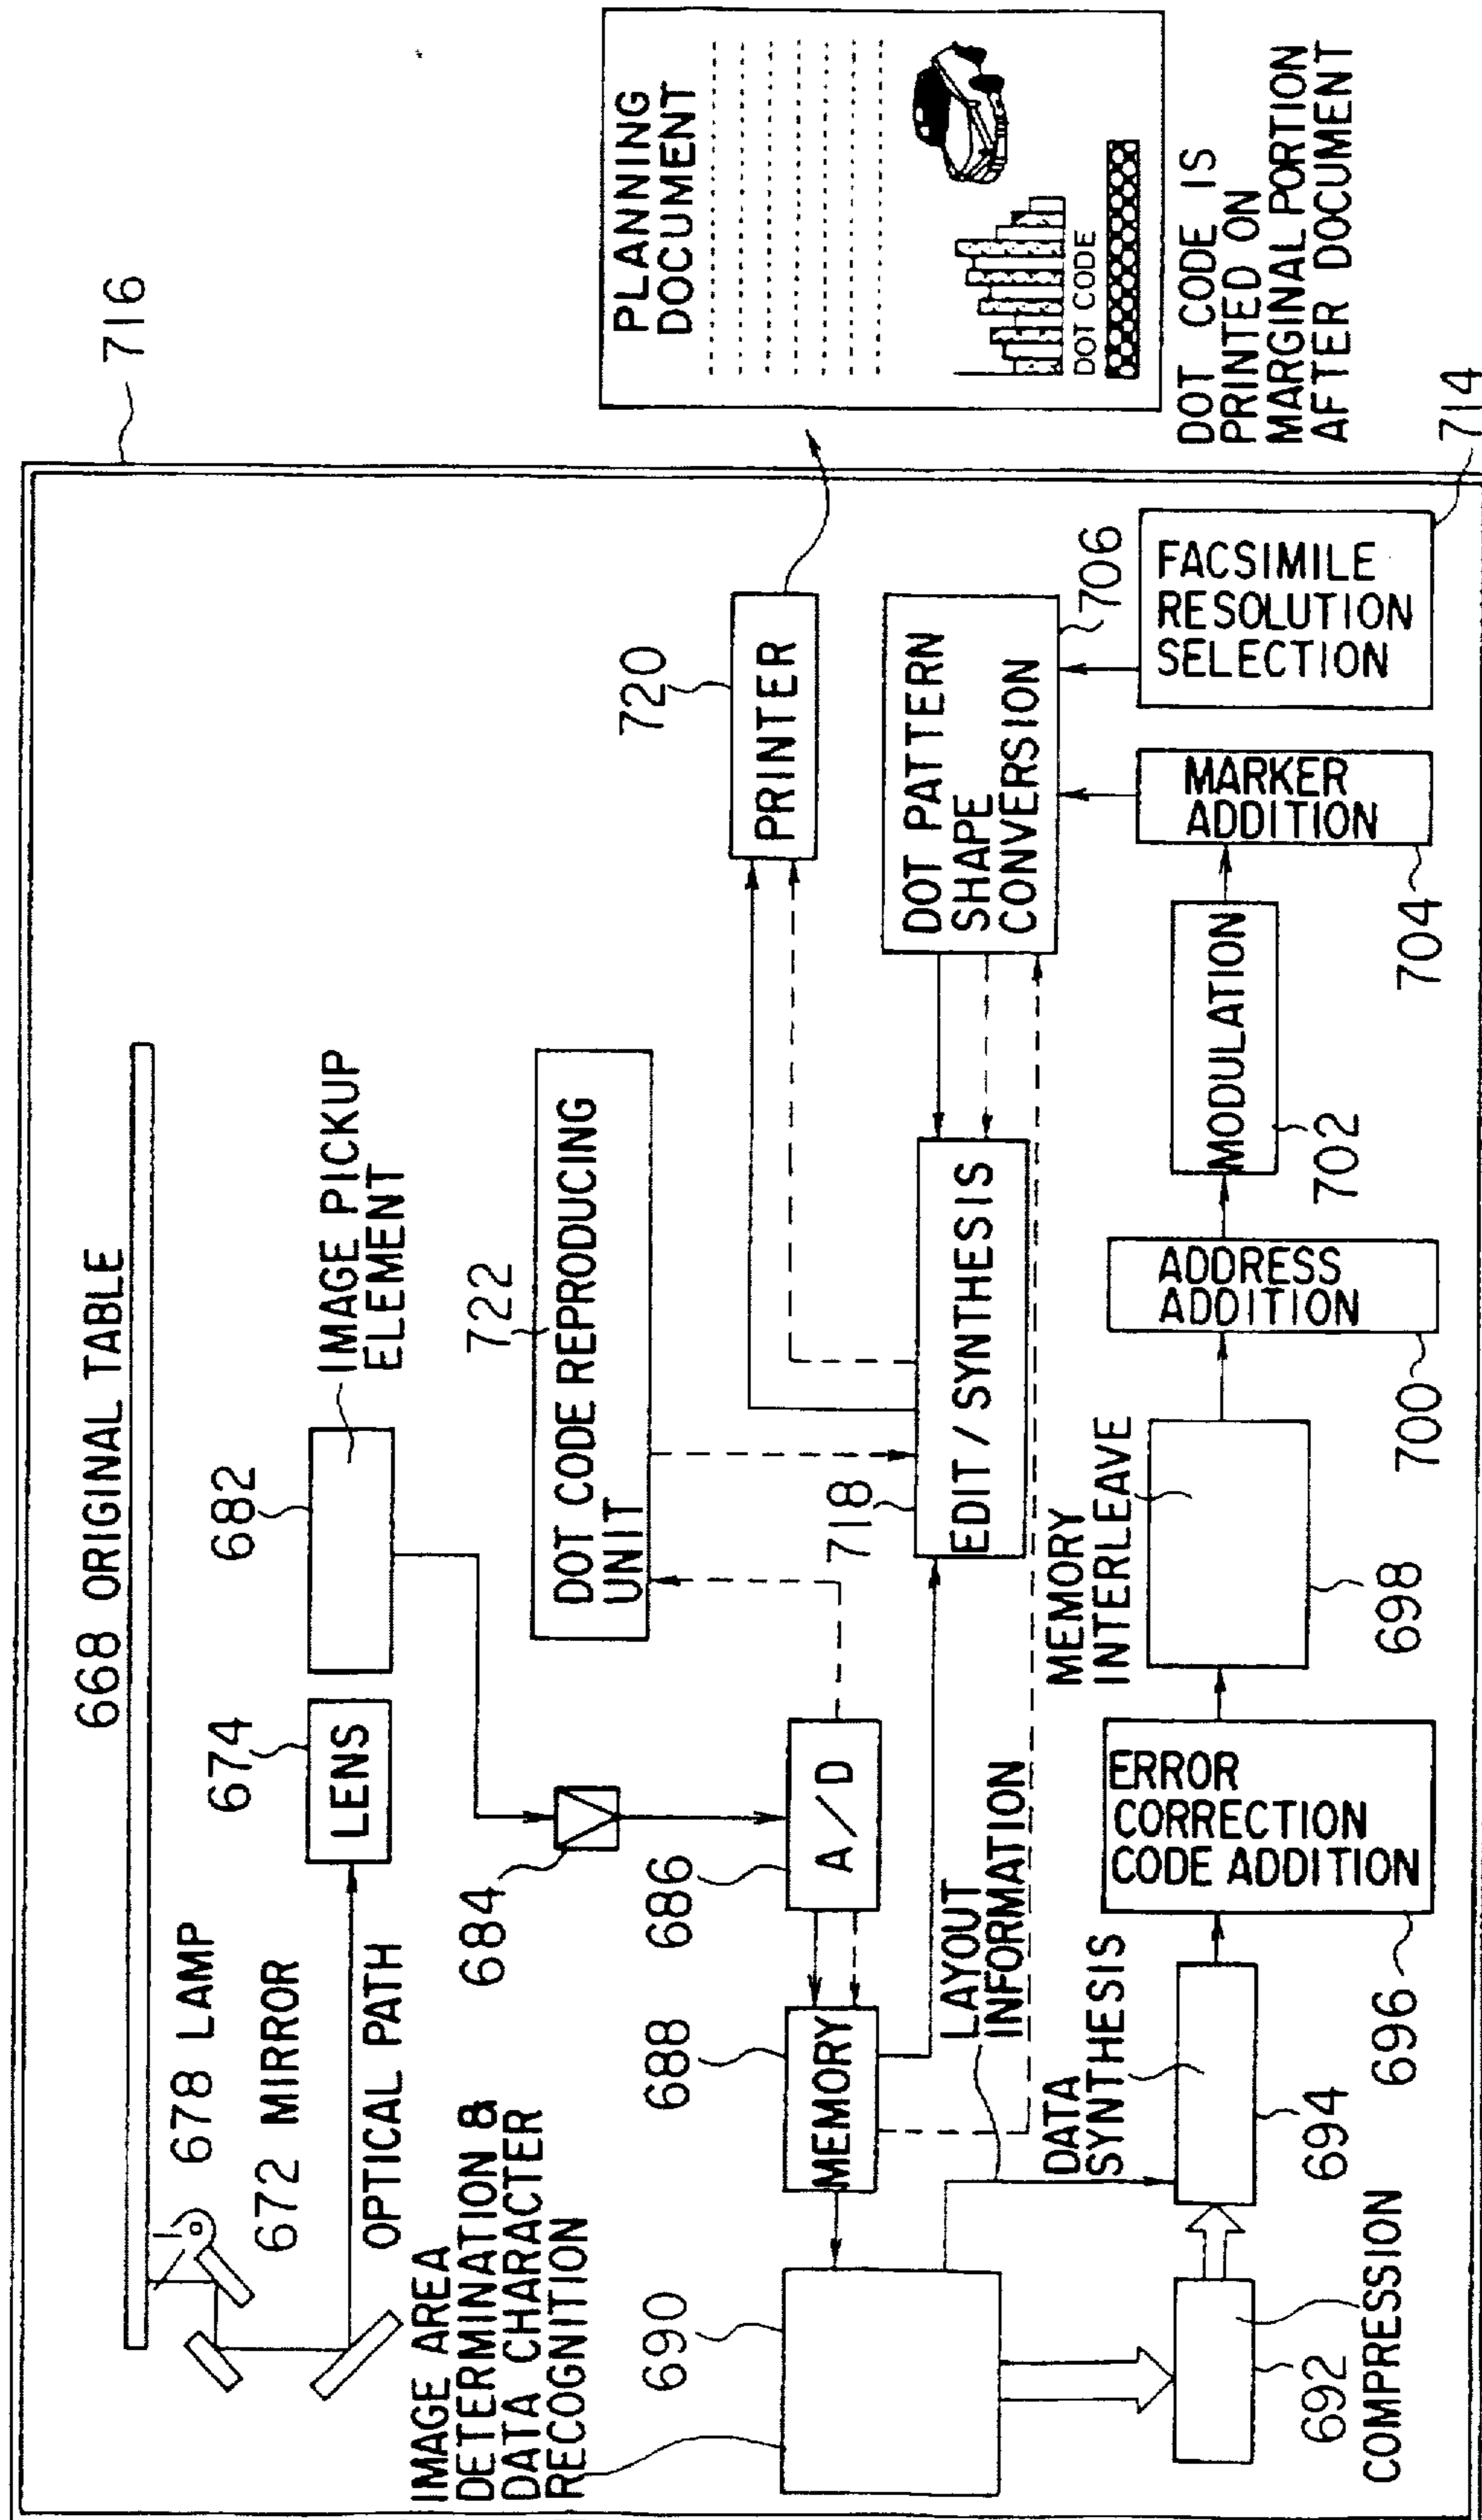 716
668 ORIGINAL TABLE
678 LAMP
672 MIRROR
OPTICAL PATH
674
LENS
682
IMAGE PICKUP
ELEMENT
684
722
DOT CODE REPRODUCING
UNIT
720
PRINTER
PLANNING
DOCUMENT
DOT CODE
DOT CODE IS
PRINTED ON
MARGINAL PORTION
AFTER DOCUMENT
IMAGE AREA
DETERMINATION &
DATA CHARACTER
RECOGNITION
690
688
MEMORY
686
A/D
LAYOUT
INFORMATION
718
EDIT / SYNTHESIS
DOT PATTERN
SHAPE
CONVERSION
706
692
COMPRESSION
DATA
SYNTHESIS
694
ERROR
CORRECTION
CODE ADDITION
696
MEMORY
INTERLEAVE
698
ADDRESS
ADDITION
700
MODULATION
702
MARKER
ADDITION
704
FACSIMILE
RESOLUTION
SELECTION
714